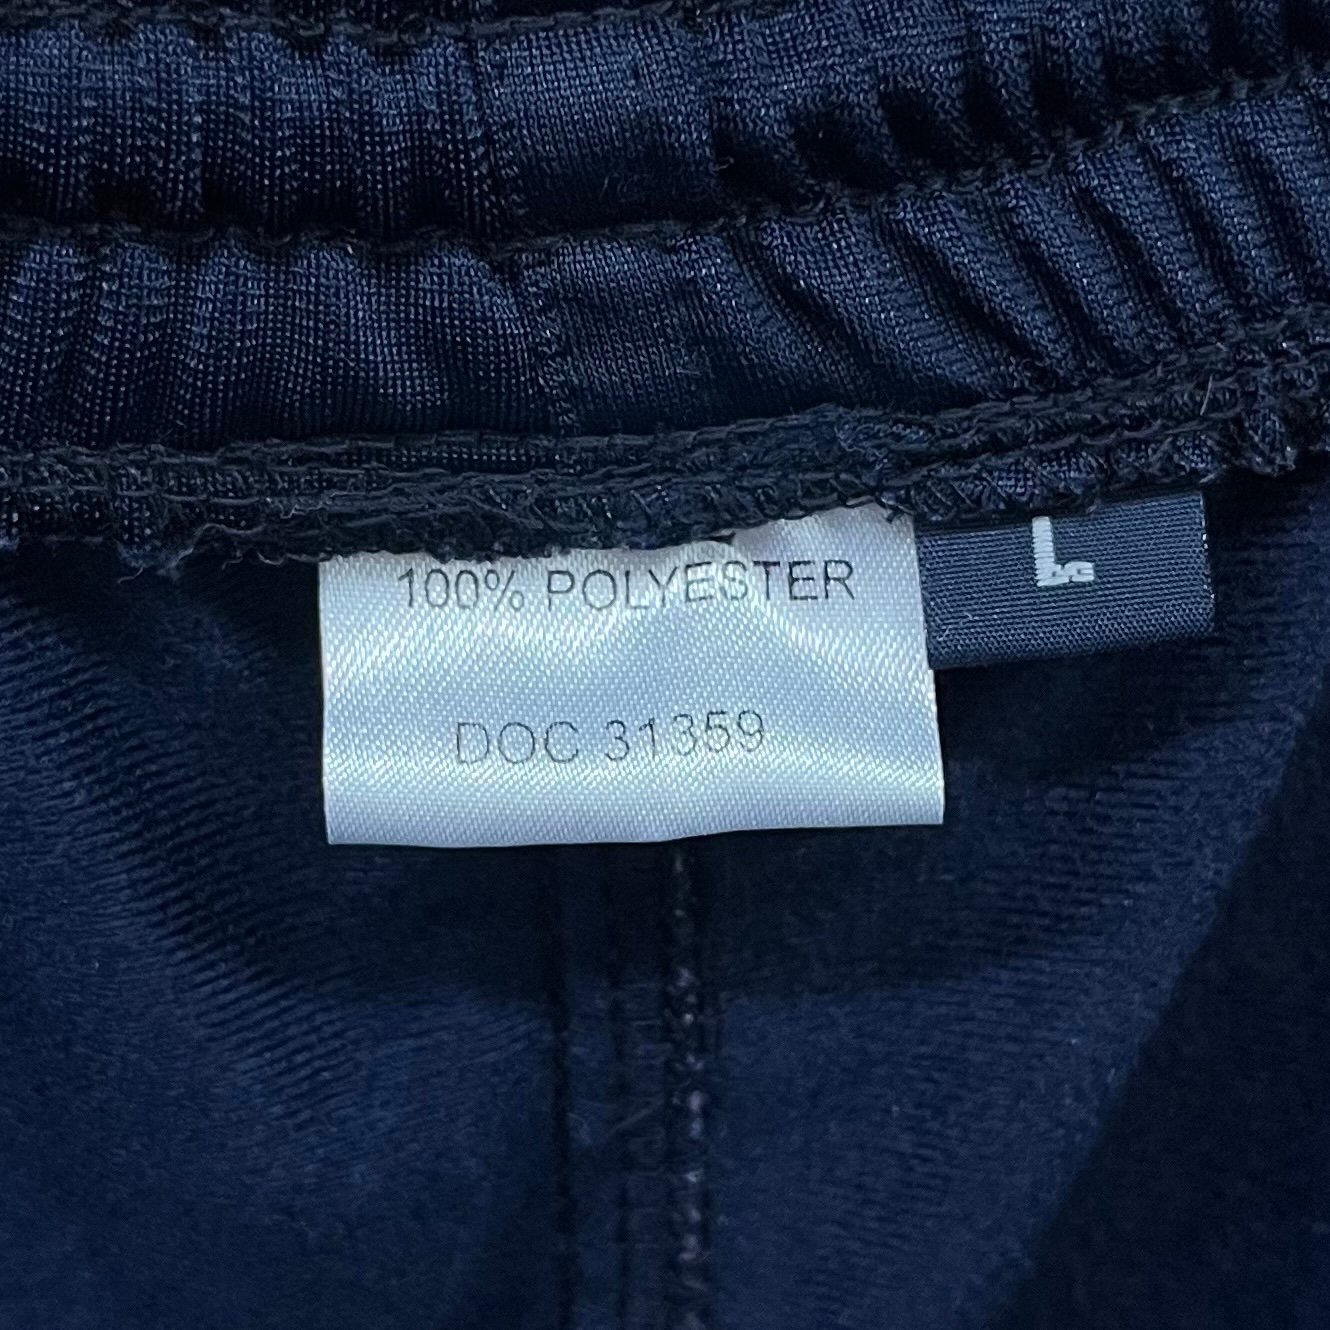 100% POLYESTER
L
DOC 31359